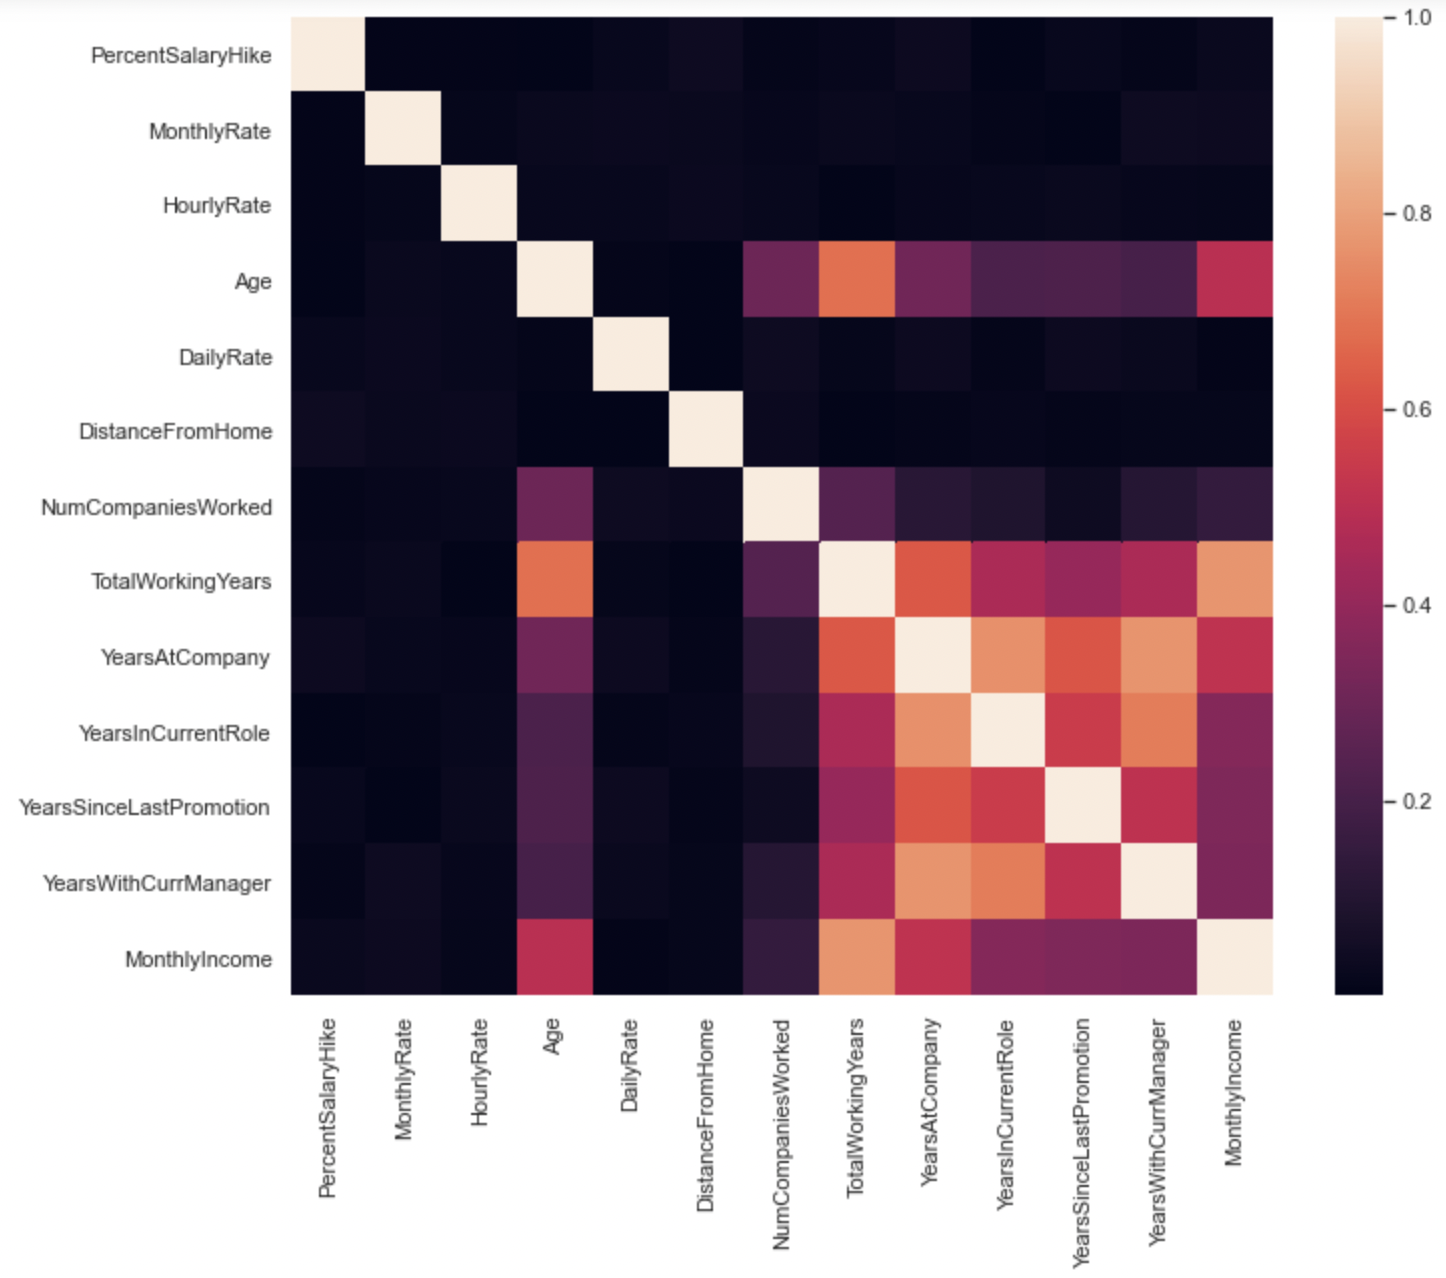 PercentSalaryHike
MonthlyRate
HourlyRate
Age
DailyRate
DistanceFromHome
NumCompaniesWorked
TotalWorkingYears
YearsAtCompany
YearsInCurrentRole
YearsSinceLastPromotion
YearsWithCurrManager
MonthlyIncome
PercentSalaryHike
MonthlyRate
HourlyRate
Age
DailyRate
DistanceFromHome
NumCompaniesWorked
TotalWorkingYears
YearsAtCompany
YearsInCurrentRole
YearsSinceLastPromotion
YearsWithCurrManager
MonthlyIncome
1.0
0.8
0.6
0.4
0.2